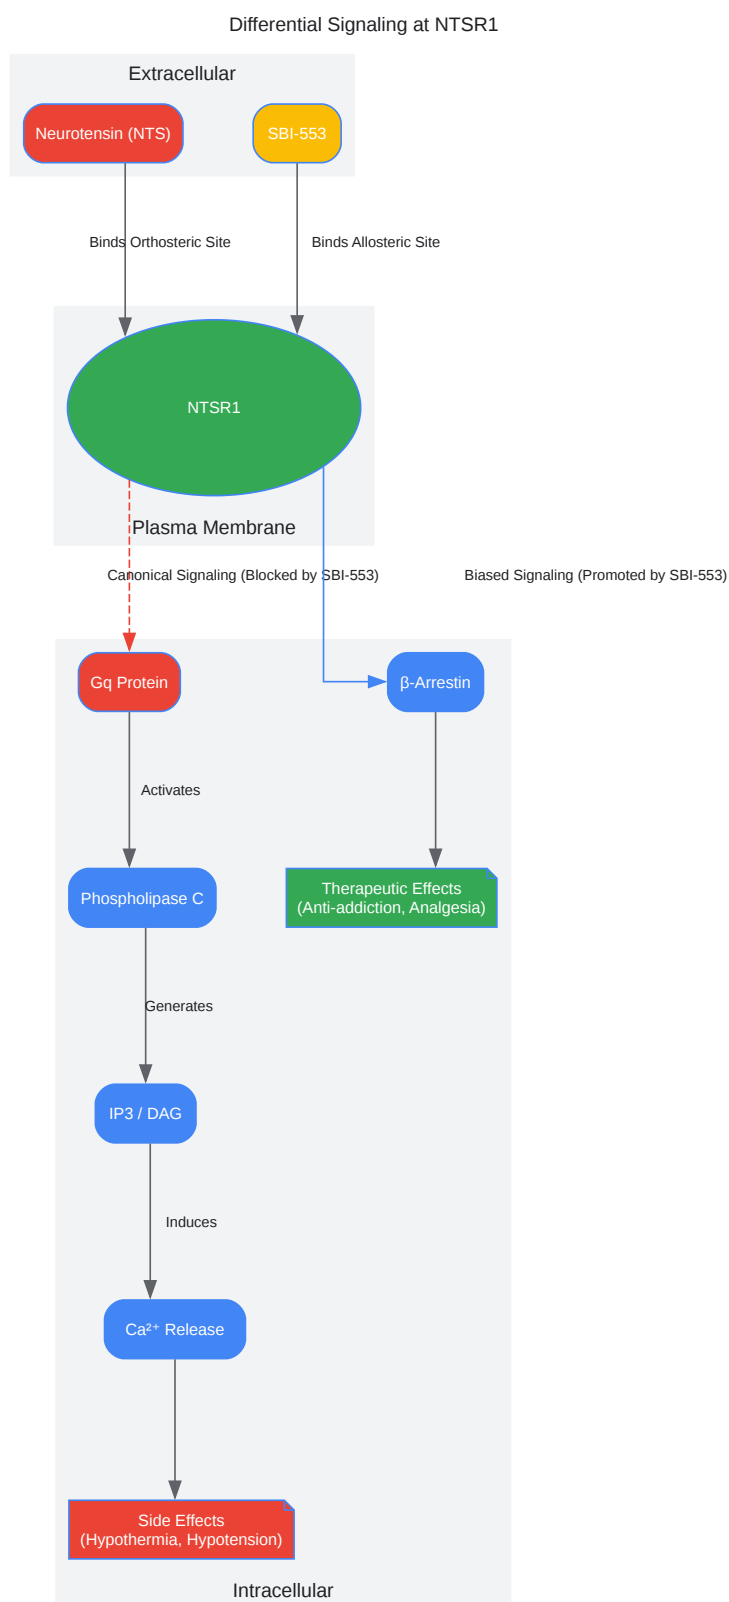 Differential Signaling at NTSR1
Extracellular
Neurotensin (NTS)
SBI-553
Binds Orthosteric Site
Binds Allosteric Site
NTSR1
Plasma Membrane
Canonical Signaling (Blocked by SBI-553)
Biased Signaling (Promoted by SBI-553)
Gq Protein
β-Arrestin
Activates
Phospholipase C
Therapeutic Effects
(Anti-addiction, Analgesia)
Generates
IP3 / DAG
Induces
Ca²⁺ Release
Side Effects
(Hypothermia, Hypotension)
Intracellular